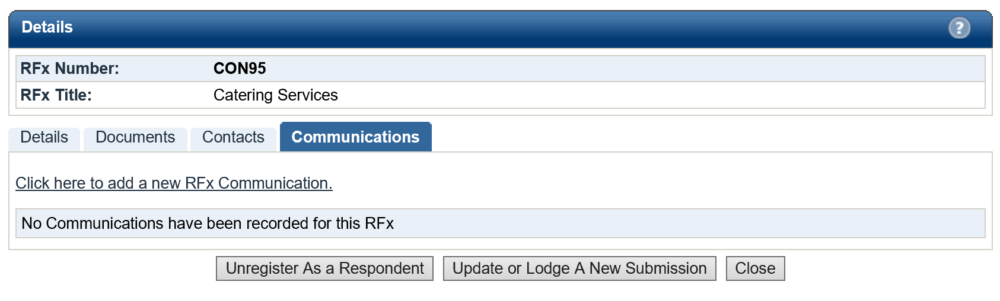 Details
?
RFx Number: CON95
RFx Title: Catering Services
Details Documents Contacts Communications
Click here to add a new RFx Communication.
No Communications have been recorded for this RFx
Unregister As a Respondent Update or Lodge A New Submission Close